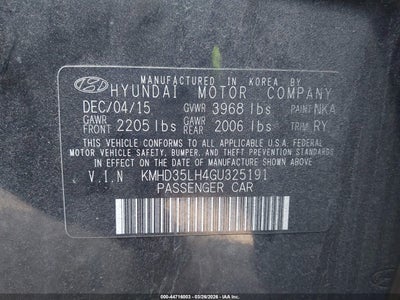 MANUFACTURED IN KOREA BY
HYUNDAI MOTOR COMPANY
DEC/04/15 GVWR 3968 lbs PAINT NKA
GAWR FRONT 2205 lbs GAWR REAR 2006 lbs TRIM RY
THIS VEHICLE CONFORMS TO ALL APPLICABLE U.S.A. FEDERAL
MOTOR VEHICLE SAFETY, BUMPER, AND THEFT PREVENTION STANDARDS
IN EFFECT ON THE DATE OF MANUFACTURE SHOWN ABOVE.
V.I.N KMHD35LH4GU325191
PASSENGER CAR
000-44716003 - 03/26/2026 - IAA Inc.